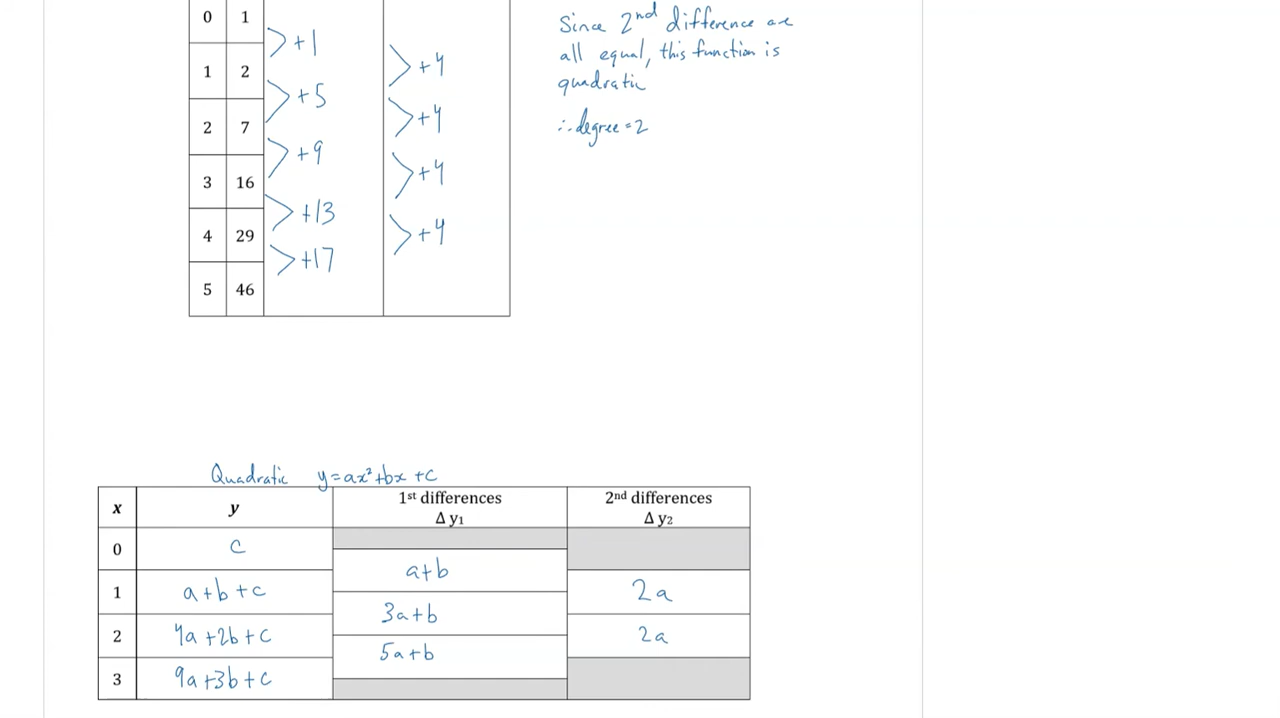 0 1
>+1
1 2
>+4
>+5
2 7
>+4
>+9
3 16
>+4
>+13
4 29
>+4
>+17
5 46
Since 2nd difference are
all equal, this function is
quadratic
∴ degree = 2
Quadratic y=ax²+bx+c
x y 1st differences Δ y₁ 2nd differences Δ y₂
0 c
a+b
1 a+b+c 2a
3a+b
2 4a+2b+c 2a
5a+b
3 9a+3b+c